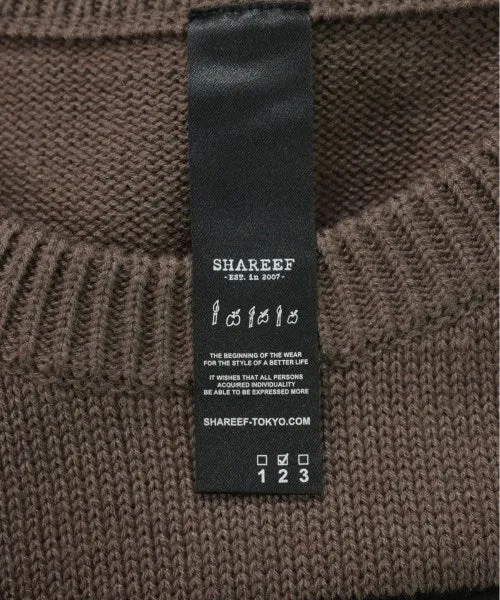 SHAREEF
-EST. in 2007-
THE BEGINNING OF THE WEAR
FOR THE STYLE OF A BETTER LIFE
IT WISHES THAT ALL PERSONS
ACQUIRED INDIVIDUALITY
BE ABLE TO BE EXPRESSED MORE
SHAREEF-TOKYO.COM
1 2 3